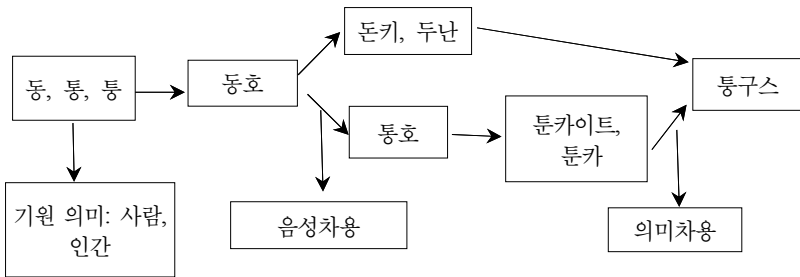 돈키, 두난
동, 통, 퉁
동호
퉁구스
통호
툰카이트,
툰카
기원 의미: 사람,
인간
음성차용
의미차용